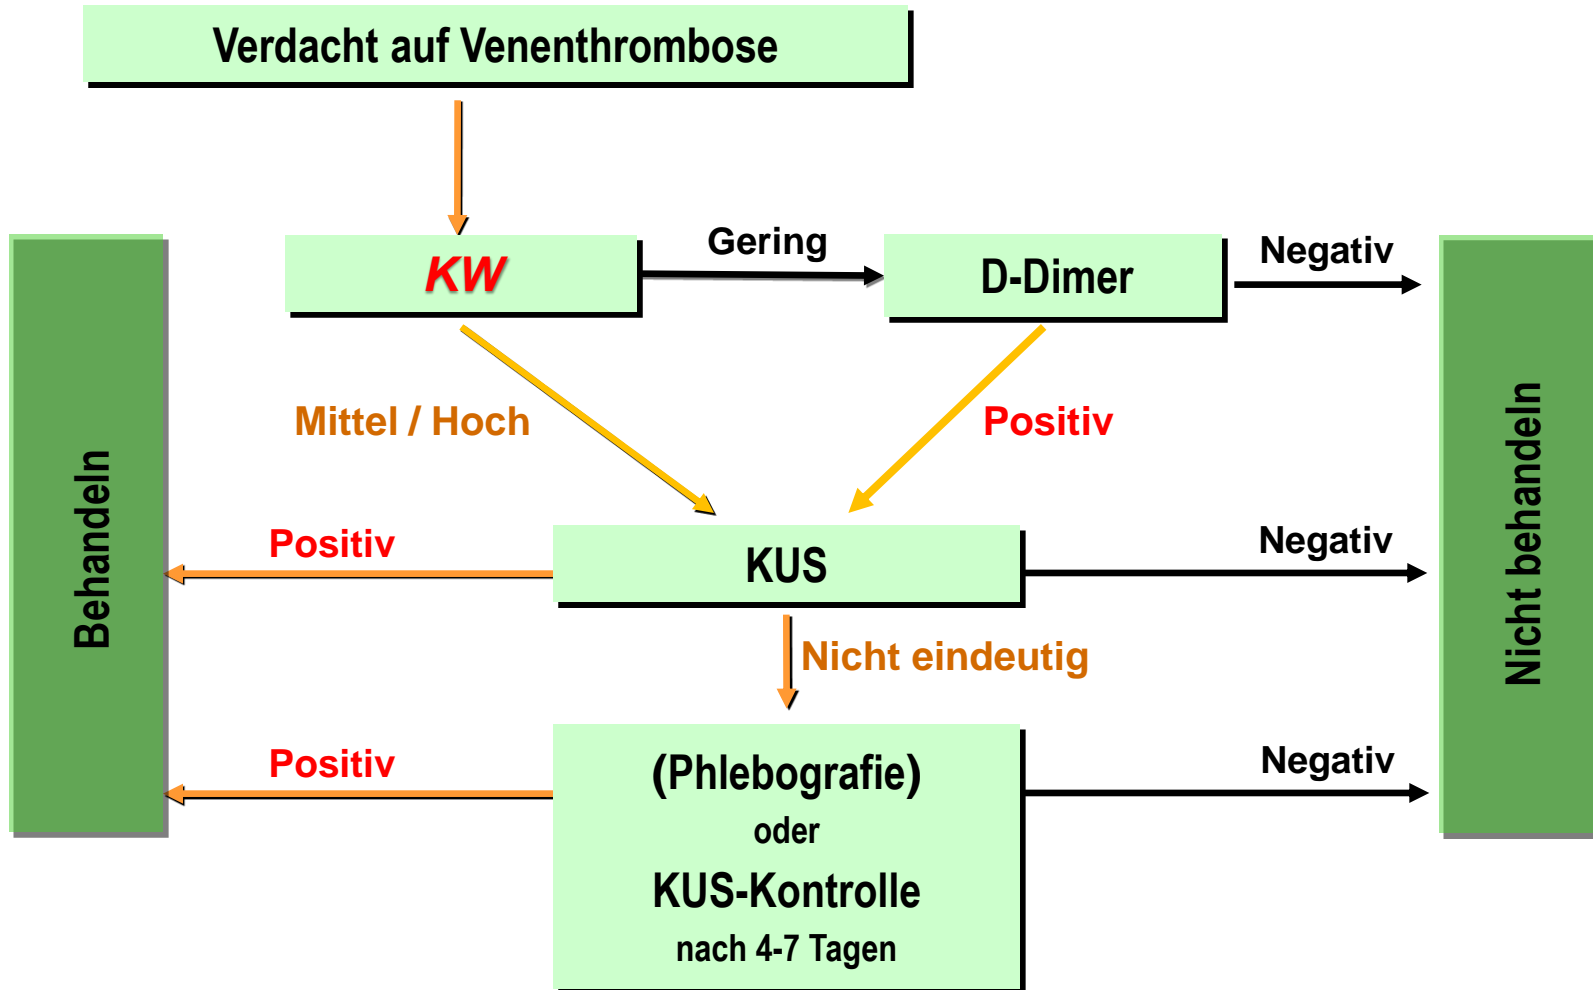 Verdacht auf Venenthrombose
KW
Gering
D-Dimer
Negativ
Mittel / Hoch
Positiv
Behandeln
Nicht behandeln
Positiv
KUS
Negativ
Nicht eindeutig
Positiv
(Phlebografie)
oder
KUS-Kontrolle
nach 4-7 Tagen
Negativ